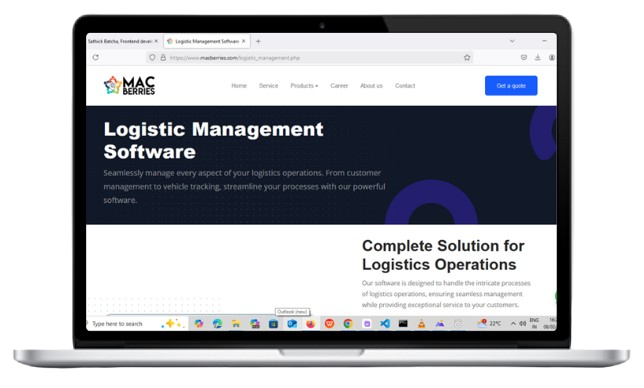 Sathick Batcha, Frontend devel
Logistic Management Software
https://www.macberries.com/logistic_management.php
MAC
BERRIES
Home Service Products Career About us Contact
Get a quote
Logistic Management
Software
Seamlessly manage every aspect of your logistics operations. From customer
management to vehicle tracking, streamline your processes with our powerful
software.
Complete Solution for
Logistics Operations
Our software is designed to handle the intricate processes
of logistics operations, ensuring seamless management
while providing exceptional service to your customers.
Outlook (new)
Type here to search
22°C
ENG
IN